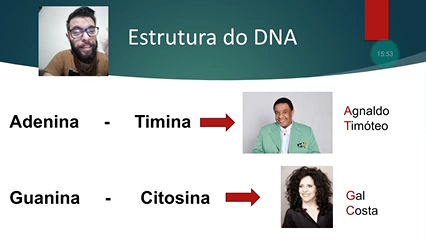 Estrutura do DNA
15:53
Adenina - Timina
Agnaldo
Timóteo
Guanina - Citosina
Gal
Costa